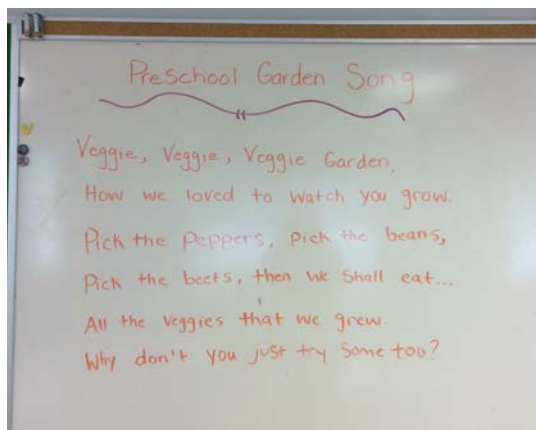 Preschool Garden Song
Veggie, Veggie, Veggie Garden,
How we loved to watch you grow.
Pick the peppers, pick the beans,
Pick the beets, then we shall eat...
All the veggies that we grew.
Why don't you just try some too?